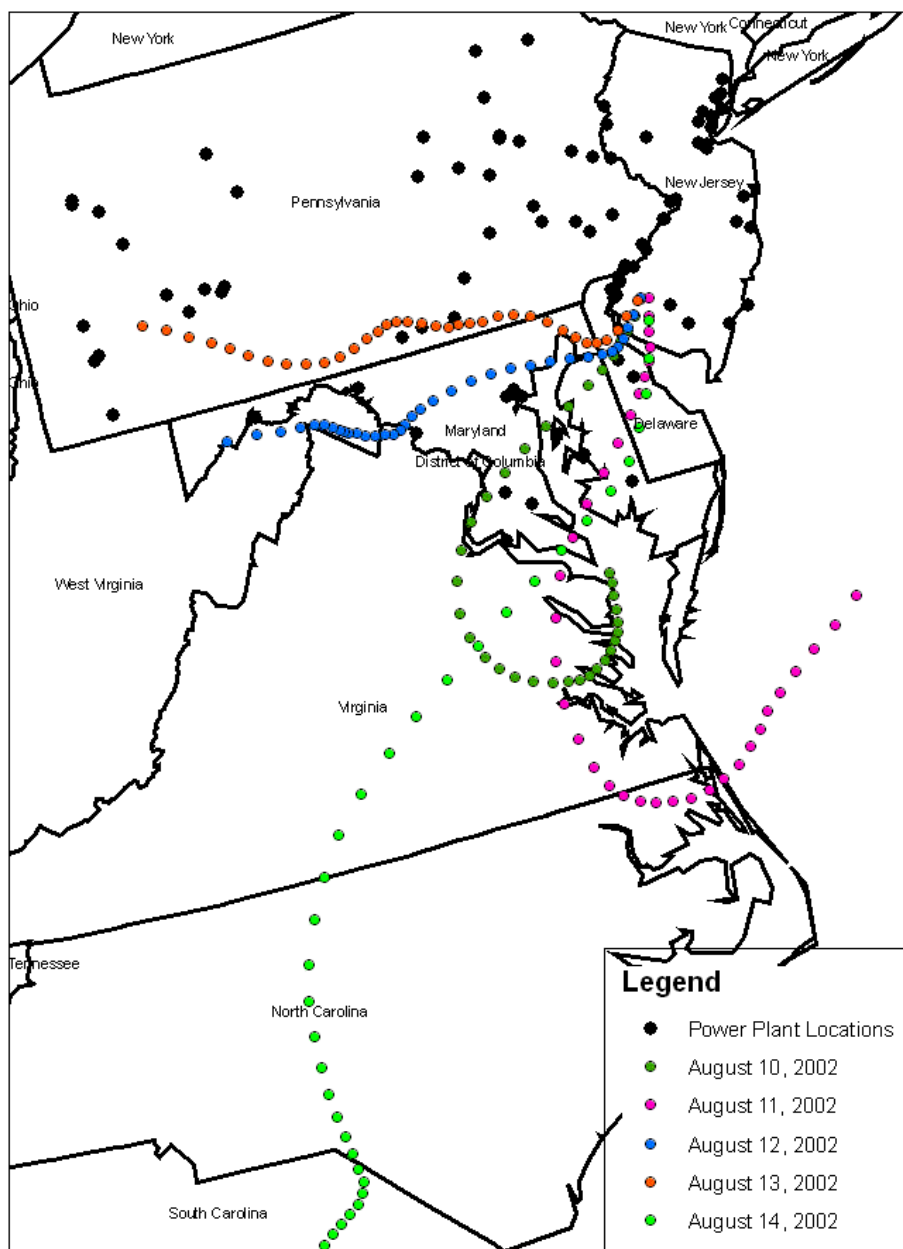 New York
New York
Connecticut
New York
New Jersey
Pennsylvania
Ohio
Ohio
Maryland
Delaware
District of Columbia
West Virginia
Virginia
Tennessee
North Carolina
South Carolina
Legend
Power Plant Locations
August 10, 2002
August 11, 2002
August 12, 2002
August 13, 2002
August 14, 2002